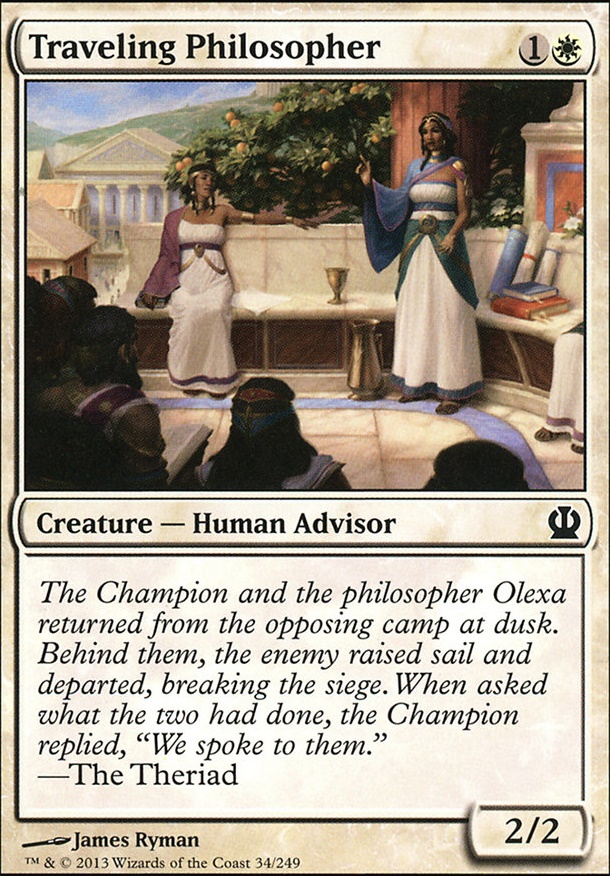 Traveling Philosopher 1
Creature — Human Advisor
The Champion and the philosopher Olexa
returned from the opposing camp at dusk.
Behind them, the enemy raised sail and
departed, breaking the siege. When asked
what the two had done, the Champion
replied, “We spoke to them.”
—The Theriad
2/2
James Ryman
™ & © 2013 Wizards of the Coast 34/249